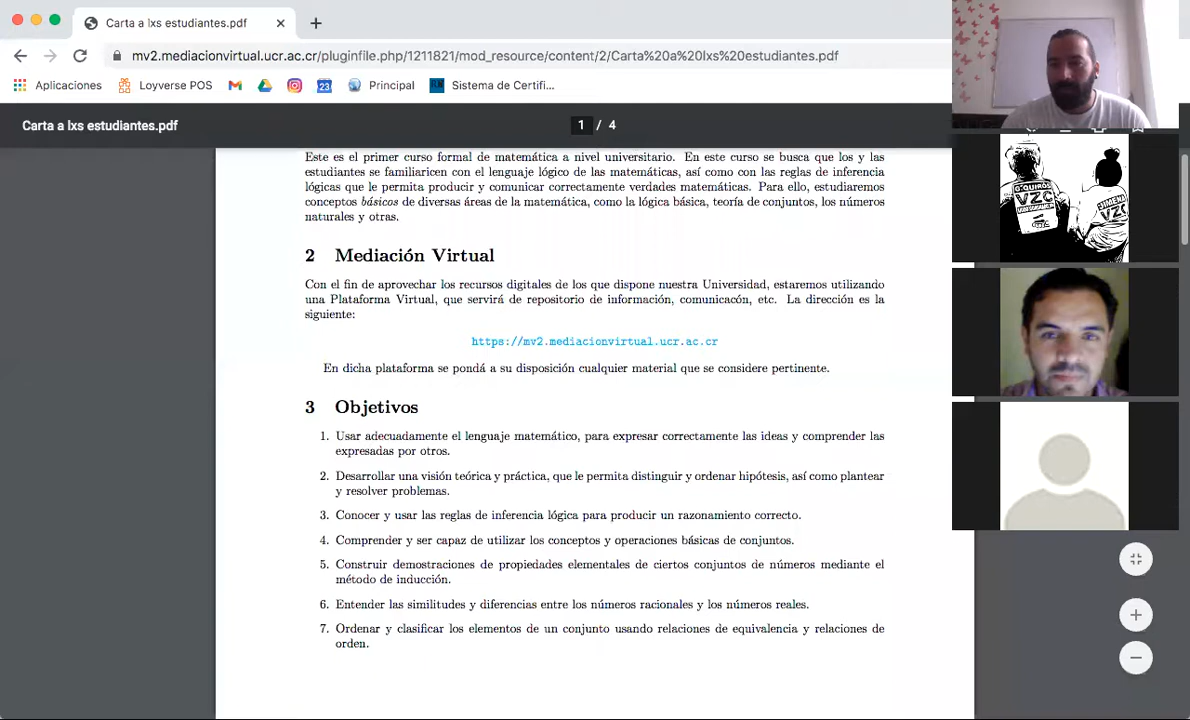 Carta a lxs estudiantes.pdf
mv2.mediacionvirtual.ucr.ac.cr/pluginfile.php/1211821/mod_resource/content/2/Carta%20a%20lxs%20estudiantes.pdf
Aplicaciones Loyverse POS 23 Principal Sistema de Certifi...
Carta a lxs estudiantes.pdf 1 / 4
Este es el primer curso formal de matemática a nivel universitario. En este curso se busca que los y las
estudiantes se familiaricen con el lenguaje lógico de las matemáticas, así como con las reglas de inferencia
lógicas que le permita producir y comunicar correctamente verdades matemáticas. Para ello, estudiaremos
conceptos básicos de diversas áreas de la matemática, como la lógica básica, teoría de conjuntos, los números
naturales y otras.
2 Mediación Virtual
Con el fin de aprovechar los recursos digitales de los que dispone nuestra Universidad, estaremos utilizando
una Plataforma Virtual, que servirá de repositorio de información, comunicacón, etc. La dirección es la
siguiente:
https://mv2.mediacionvirtual.ucr.ac.cr
En dicha plataforma se pondá a su disposición cualquier material que se considere pertinente.
3 Objetivos
1. Usar adecuadamente el lenguaje matemático, para expresar correctamente las ideas y comprender las
expresadas por otros.
2. Desarrollar una visión teórica y práctica, que le permita distinguir y ordenar hipótesis, así como plantear
y resolver problemas.
3. Conocer y usar las reglas de inferencia lógica para producir un razonamiento correcto.
4. Comprender y ser capaz de utilizar los conceptos y operaciones básicas de conjuntos.
5. Construir demostraciones de propiedades elementales de ciertos conjuntos de números mediante el
método de inducción.
6. Entender las similitudes y diferencias entre los números racionales y los números reales.
7. Ordenar y clasificar los elementos de un conjunto usando relaciones de equivalencia y relaciones de
orden.
G.QUIROS
VZC
JIMENA
VZC